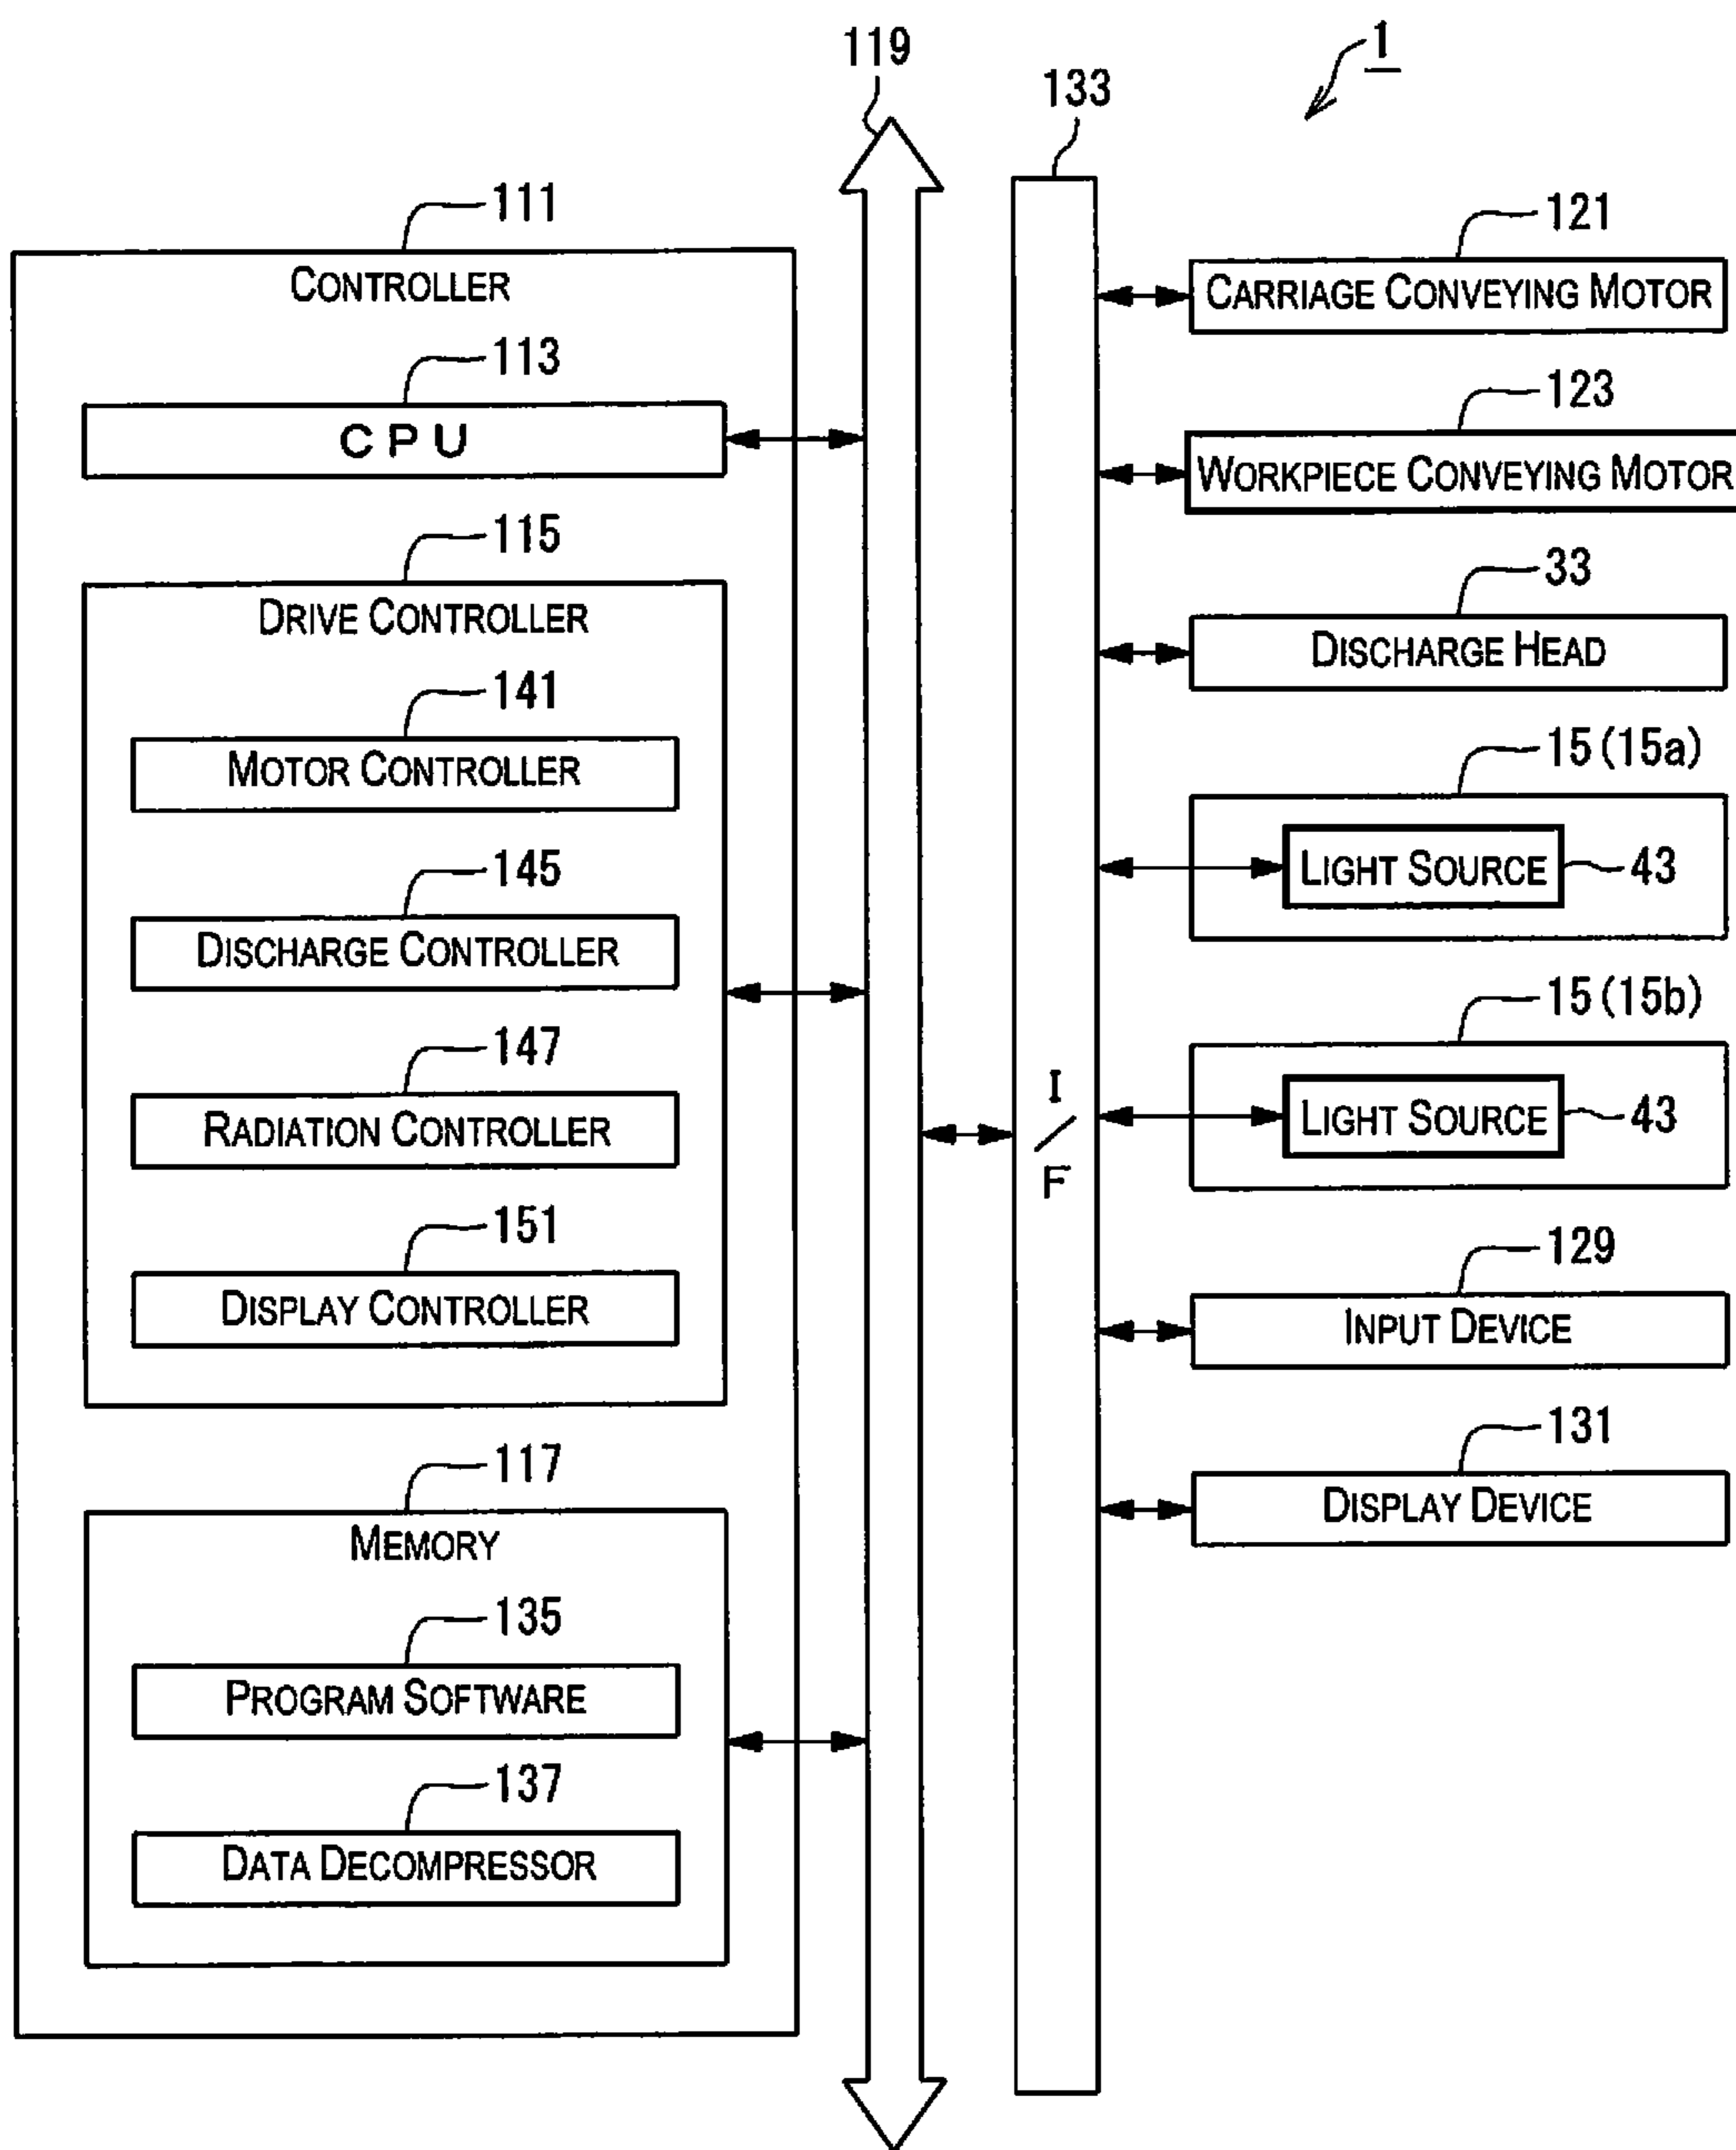 1
119
133
111
CONTROLLER
113
CPU
115
DRIVE CONTROLLER
141
MOTOR CONTROLLER
145
DISCHARGE CONTROLLER
147
RADIATION CONTROLLER
151
DISPLAY CONTROLLER
117
MEMORY
135
PROGRAM SOFTWARE
137
DATA DECOMPRESSOR
I/F
121
CARRIAGE CONVEYING MOTOR
123
WORKPIECE CONVEYING MOTOR
33
DISCHARGE HEAD
15(15a)
LIGHT SOURCE 43
15(15b)
LIGHT SOURCE 43
129
INPUT DEVICE
131
DISPLAY DEVICE